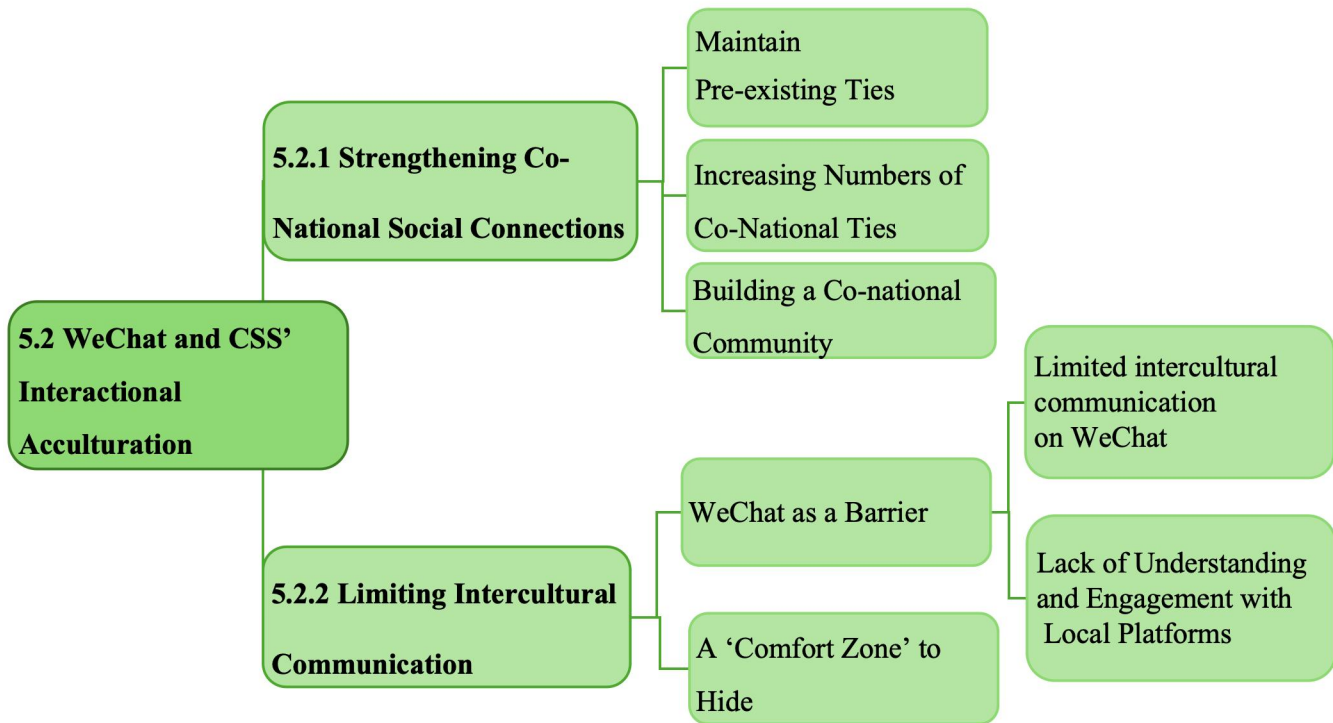 5.2 WeChat and CSS’
Interactional
Acculturation
5.2.1 Strengthening Co-
National Social Connections
Maintain
Pre-existing Ties
Increasing Numbers of
Co-National Ties
Building a Co-national
Community
5.2.2 Limiting Intercultural
Communication
WeChat as a Barrier
Limited intercultural
communication
on WeChat
Lack of Understanding
and Engagement with
Local Platforms
A ‘Comfort Zone’ to
Hide